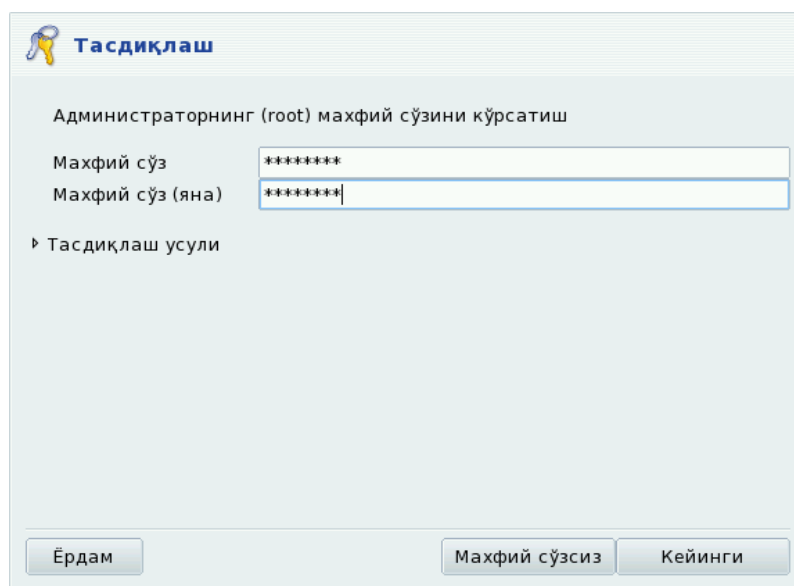 Тасдиқлаш
Администраторнинг (root) махфий сўзини кўрсатиш
Махфий сўз ********
Махфий сўз (яна) ********
Тасдиқлаш усули
Ёрдам Махфий сўзсиз Кейинги